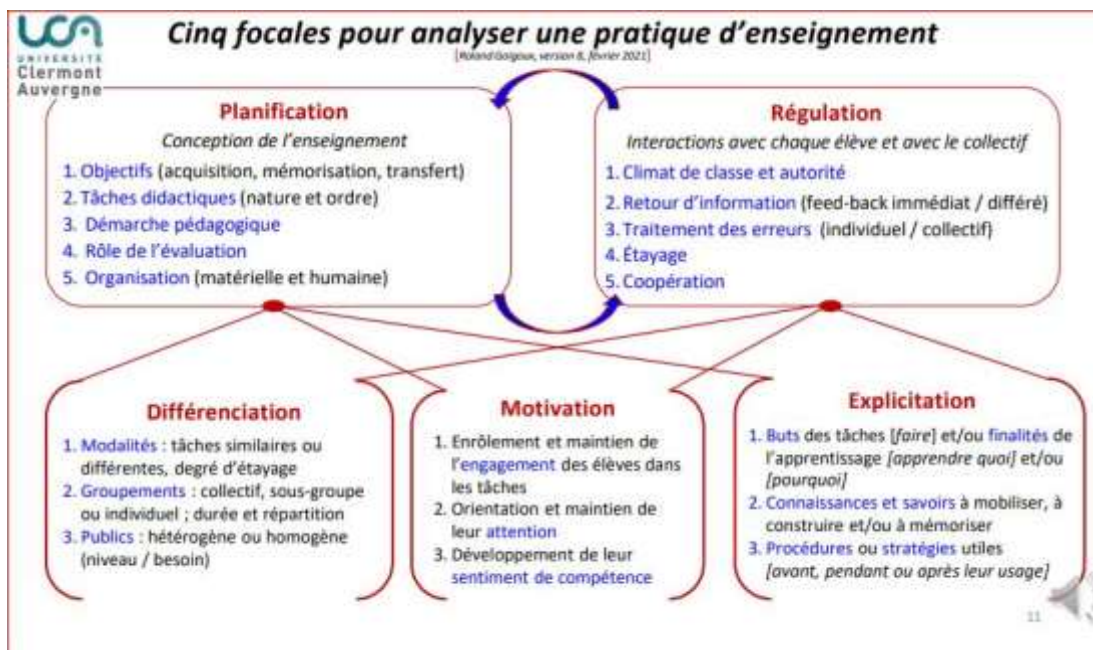 UCA
UNIVERSITÉ
Clermont
Auvergne
Cinq focales pour analyser une pratique d'enseignement
[Roland Goigoux, version 8, février 2021]
Planification
Conception de l'enseignement
1. Objectifs (acquisition, mémorisation, transfert)
2. Tâches didactiques (nature et ordre)
3. Démarche pédagogique
4. Rôle de l'évaluation
5. Organisation (matérielle et humaine)
Régulation
Interactions avec chaque élève et avec le collectif
1. Climat de classe et autorité
2. Retour d'information (feed-back immédiat / différé)
3. Traitement des erreurs (individuel / collectif)
4. Étayage
5. Coopération
Différenciation
1. Modalités : tâches similaires ou
différentes, degré d'étayage
2. Groupements : collectif, sous-groupe
ou individuel ; durée et répartition
3. Publics : hétérogène ou homogène
(niveau / besoin)
Motivation
1. Enrôlement et maintien de
l'engagement des élèves dans
les tâches
2. Orientation et maintien de
leur attention
3. Développement de leur
sentiment de compétence
Explicitation
1. Buts des tâches [faire] et/ou finalités de
l'apprentissage [apprendre quoi] et/ou
[pourquoi]
2. Connaissances et savoirs à mobiliser, à
construire et/ou à mémoriser
3. Procédures ou stratégies utiles
[avant, pendant ou après leur usage]
11